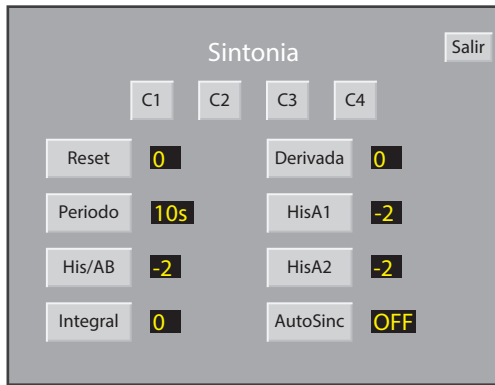 Sintonia
Salir
C1 C2 C3 C4
Reset 0 Derivada 0
Periodo 10s HisA1 -2
His/AB -2 HisA2 -2
Integral 0 AutoSinc OFF